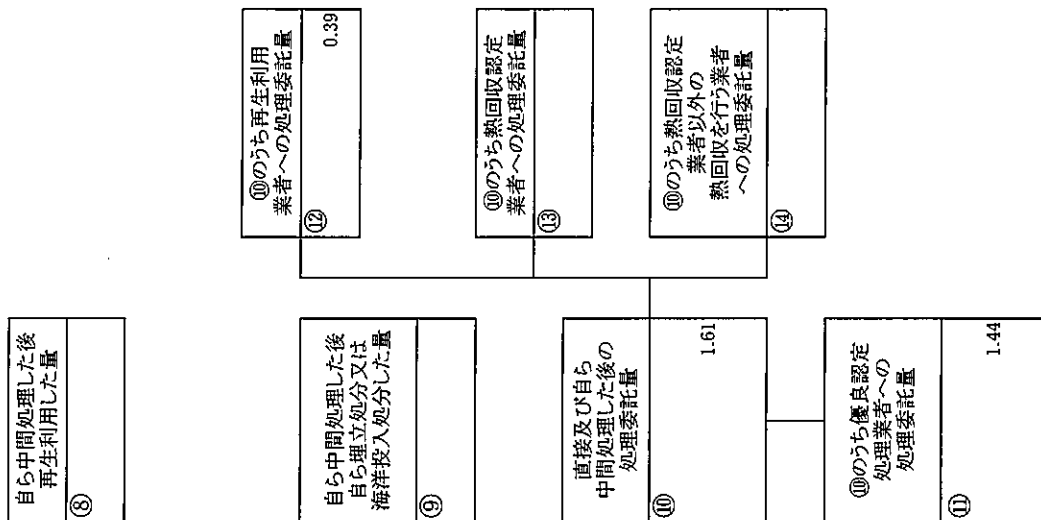 自ら中間処理した後
再生利用した量
⑧
自ら中間処理した後
自ら埋立処分又は
海洋投入処分した量
⑨
直接及び自ら
中間処理した後の
処理委託量
⑩
1.61
⑩のうち優良認定
処理業者への
処理委託量
⑪
1.44
⑩のうち再生利用
業者への処理委託量
⑫
0.39
⑩のうち熱回収認定
業者への処理委託量
⑬
⑩のうち熱回収認定
業者以外の
熱回収を行う業者
への処理委託量
⑭